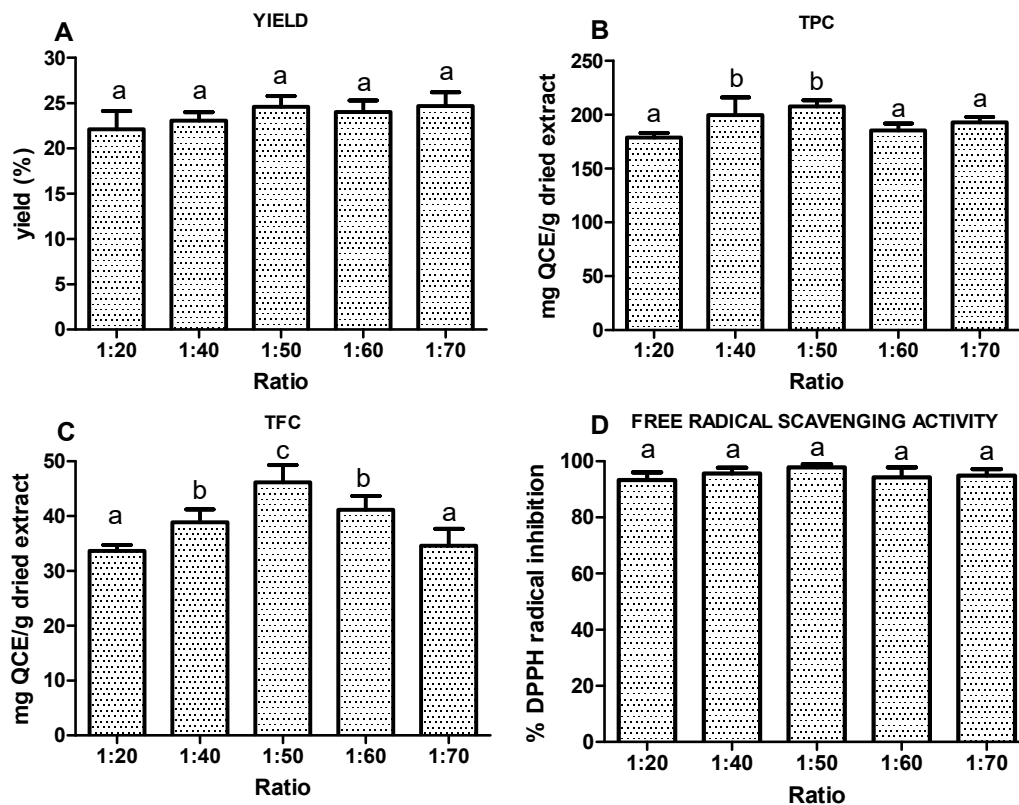 A YIELD
yield (%)
30
25
20
15
10
5
0
a a a a a
1:20 1:40 1:50 1:60 1:70
Ratio
B TPC
mg QCE/g dried extract
250
200
150
100
50
0
a b b a a
1:20 1:40 1:50 1:60 1:70
Ratio
C TFC
mg QCE/g dried extract
50
40
30
20
10
0
a b c b a
1:20 1:40 1:50 1:60 1:70
Ratio
D FREE RADICAL SCAVENGING ACTIVITY
% DPPH radical inhibition
100
80
60
40
20
0
a a a a a
1:20 1:40 1:50 1:60 1:70
Ratio